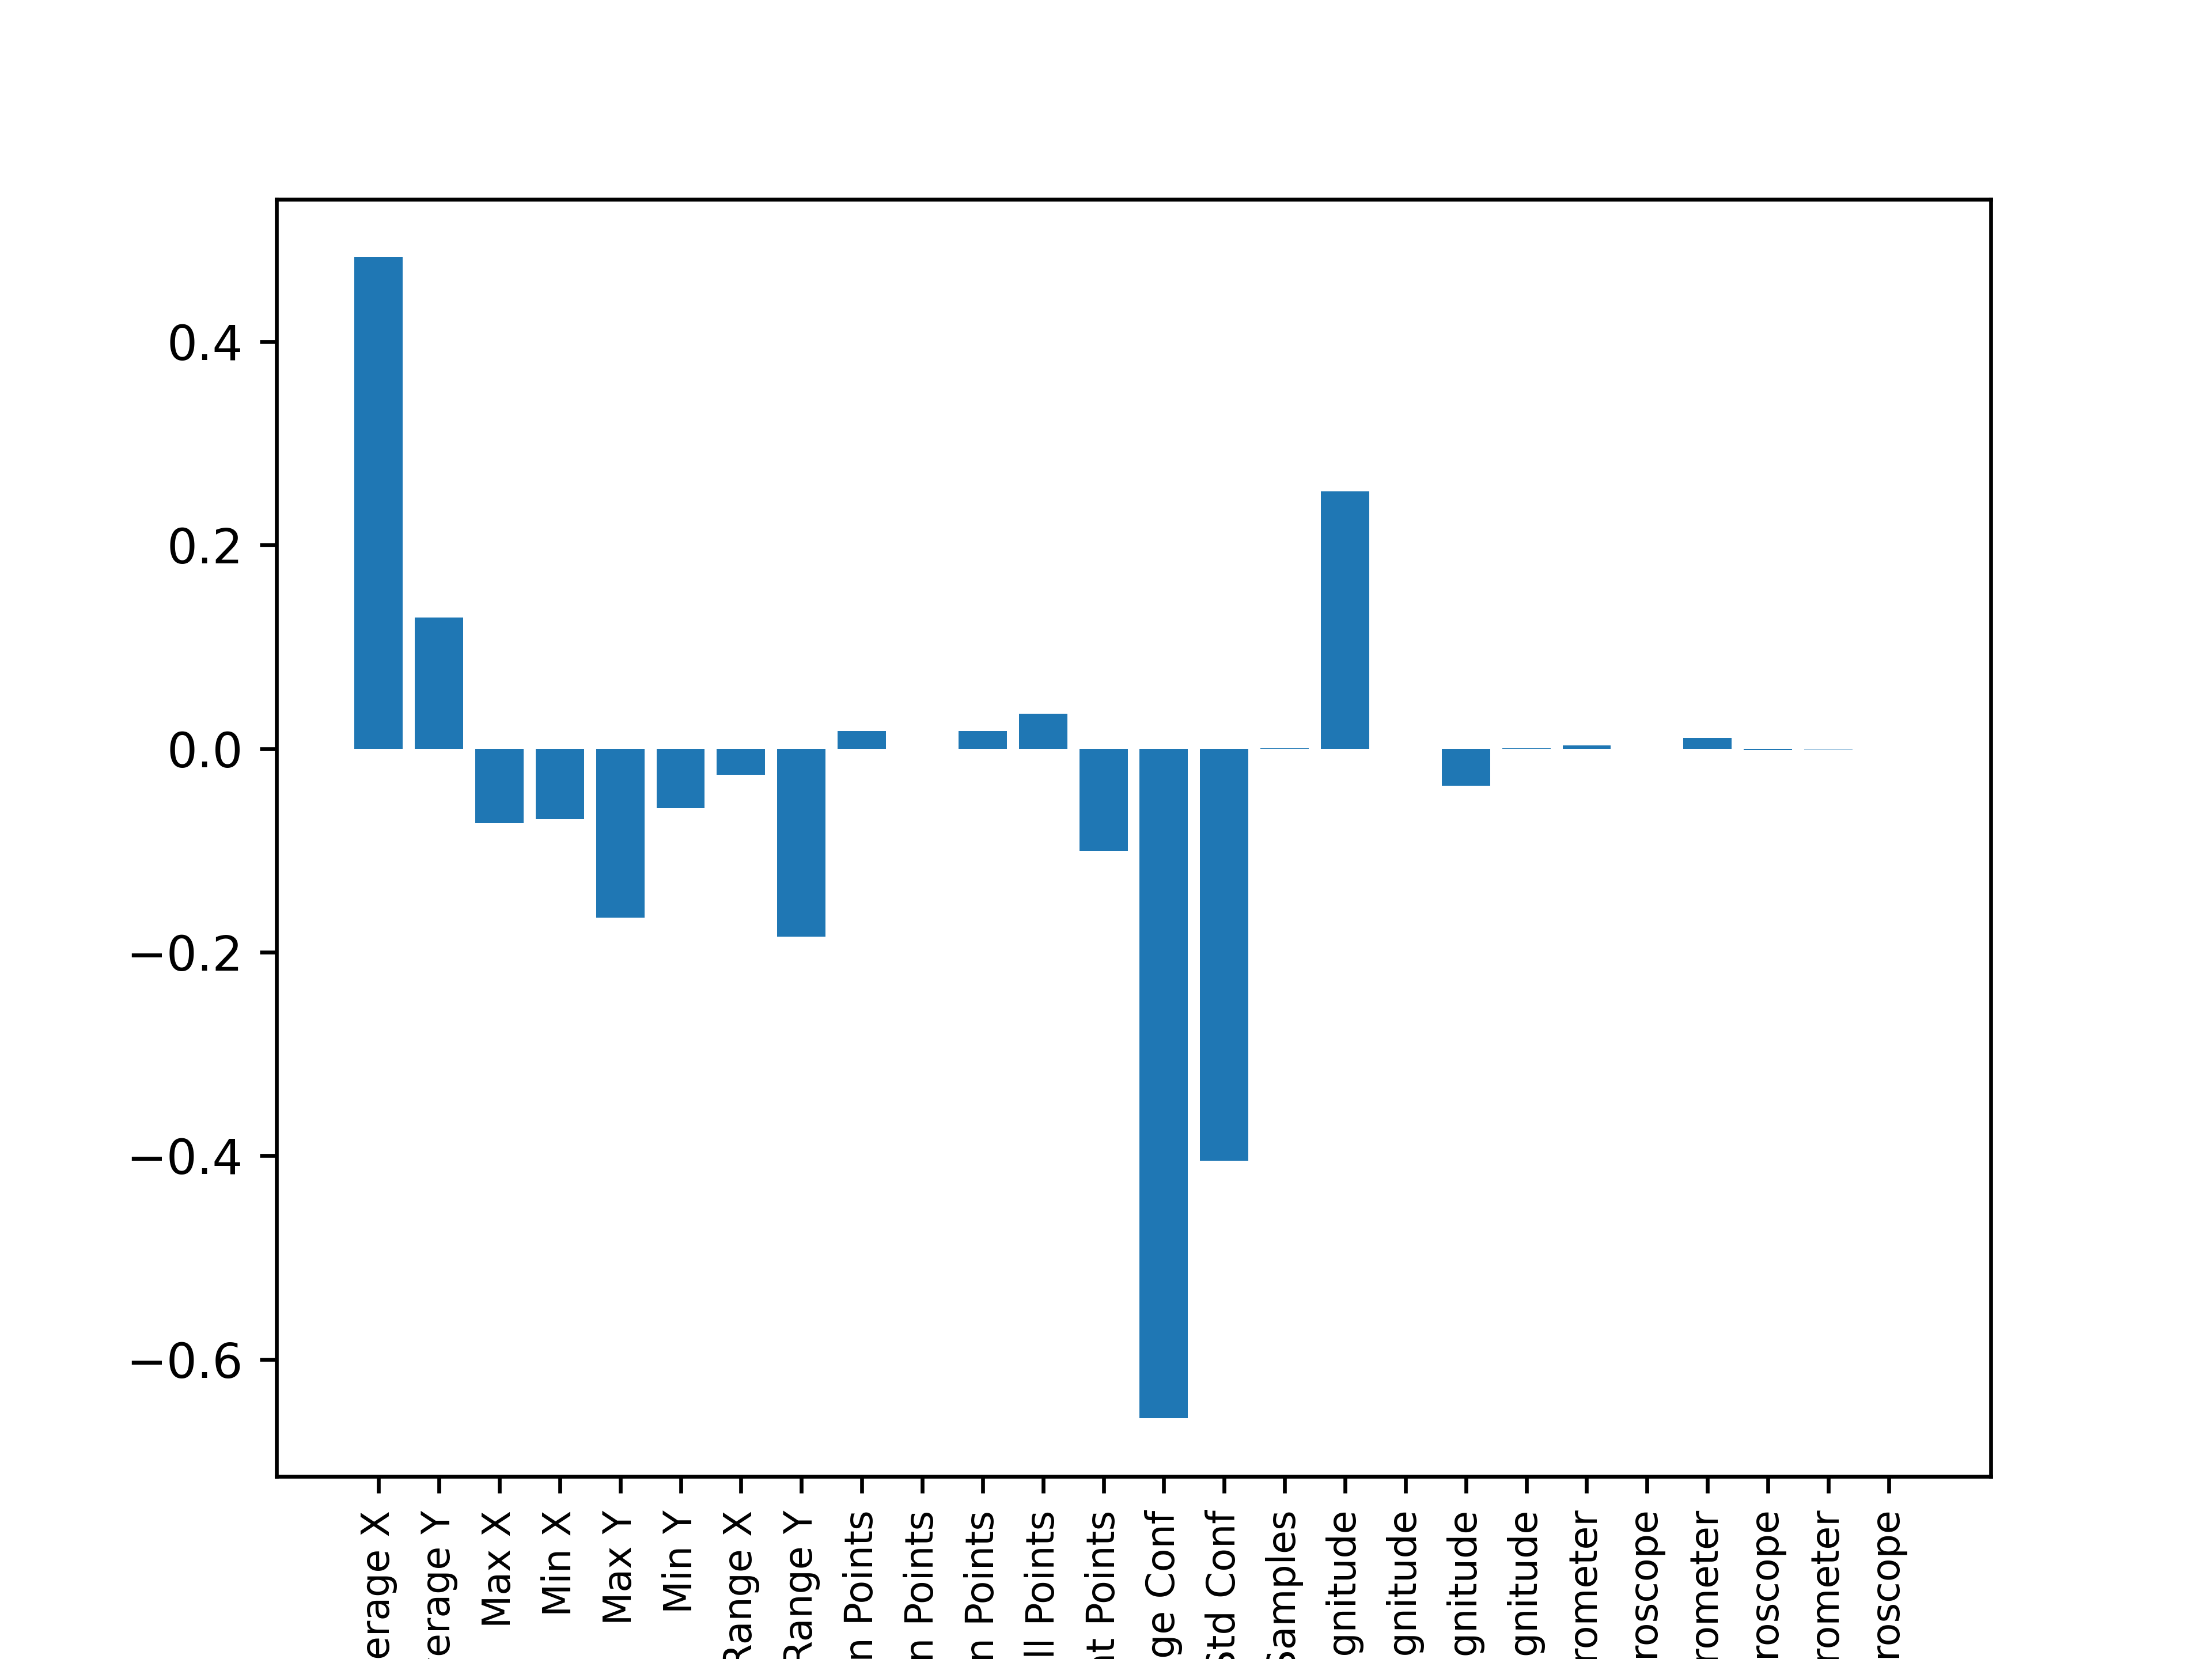 0.4
0.2
0.0
−0.2
−0.4
−0.6
erage X
erage Y
Max X
Min X
Max Y
Min Y
Range X
Range Y
n Points
n Points
n Points
ll Points
nt Points
ge Conf
Std Conf
Samples
gnitude
gnitude
gnitude
gnitude
rometer
roscope
rometer
roscope
rometer
roscope